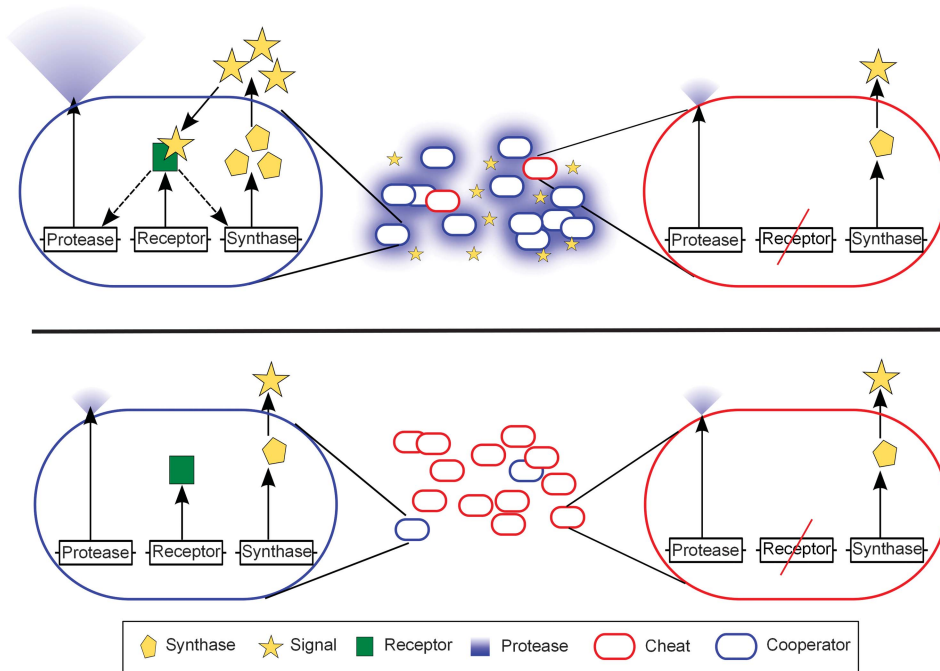 Protease Receptor Synthase Protease Receptor Synthase
Protease Receptor Synthase Protease Receptor Synthase
Synthase Signal Receptor Protease Cheat Cooperator